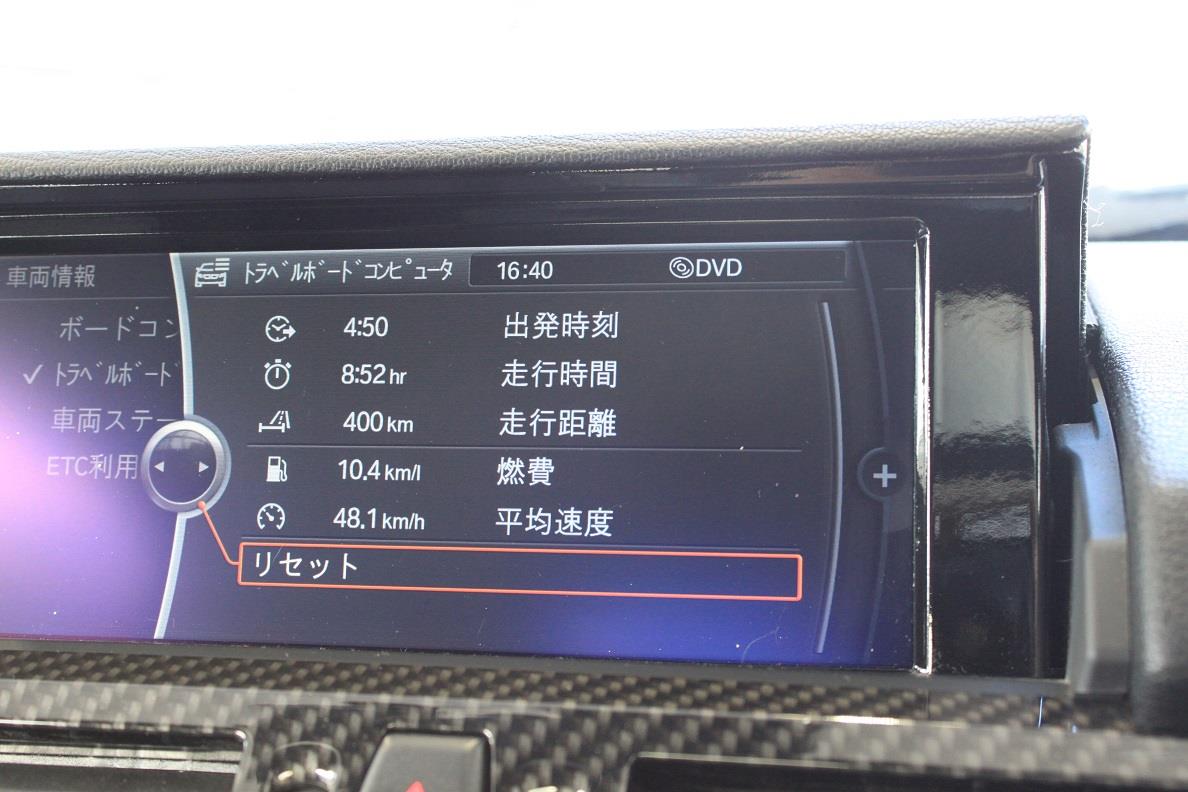 車両情報
トラベルボードコンピュータ 16:40 DVD
ボードコン
トラベルボード
車両ステー
ETC利用
4:50 出発時刻
8:52 hr 走行時間
400 km 走行距離
10.4 km/l 燃費
48.1 km/h 平均速度
リセット